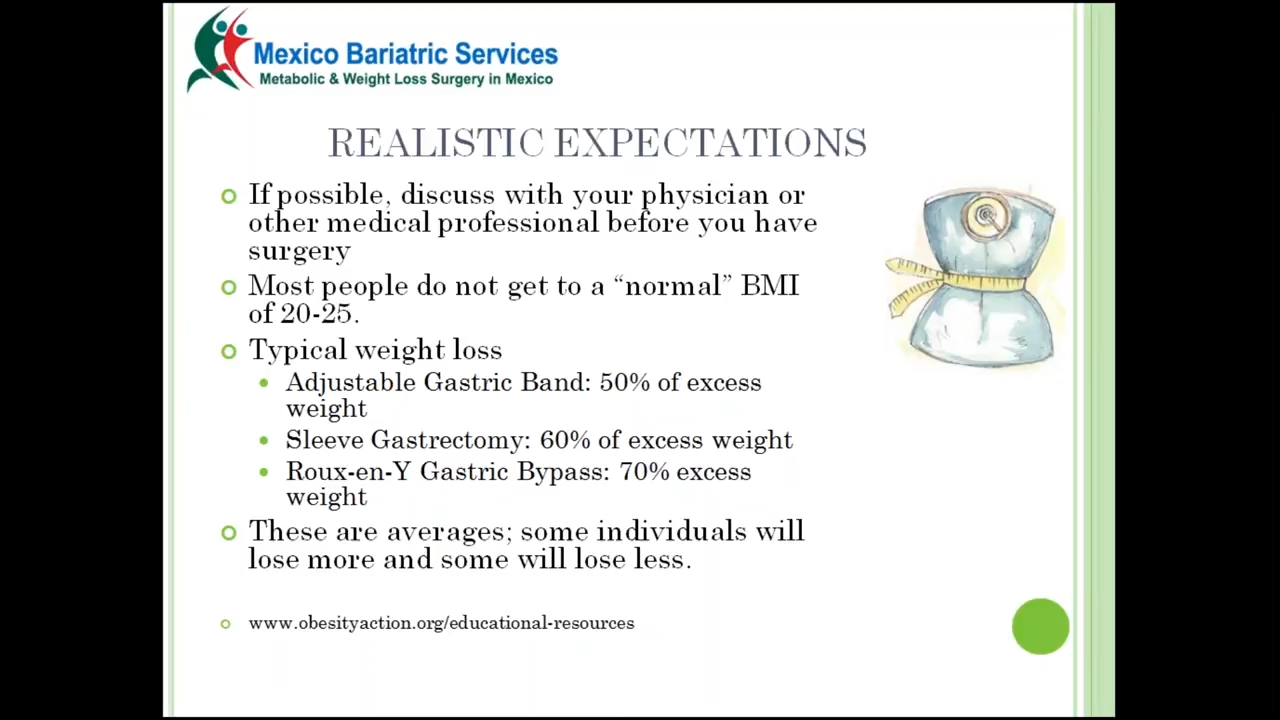 Mexico Bariatric Services
Metabolic & Weight Loss Surgery in Mexico
REALISTIC EXPECTATIONS
If possible, discuss with your physician or
other medical professional before you have
surgery
Most people do not get to a “normal” BMI
of 20-25.
Typical weight loss
Adjustable Gastric Band: 50% of excess
weight
Sleeve Gastrectomy: 60% of excess weight
Roux-en-Y Gastric Bypass: 70% excess
weight
These are averages; some individuals will
lose more and some will lose less.
www.obesityaction.org/educational-resources